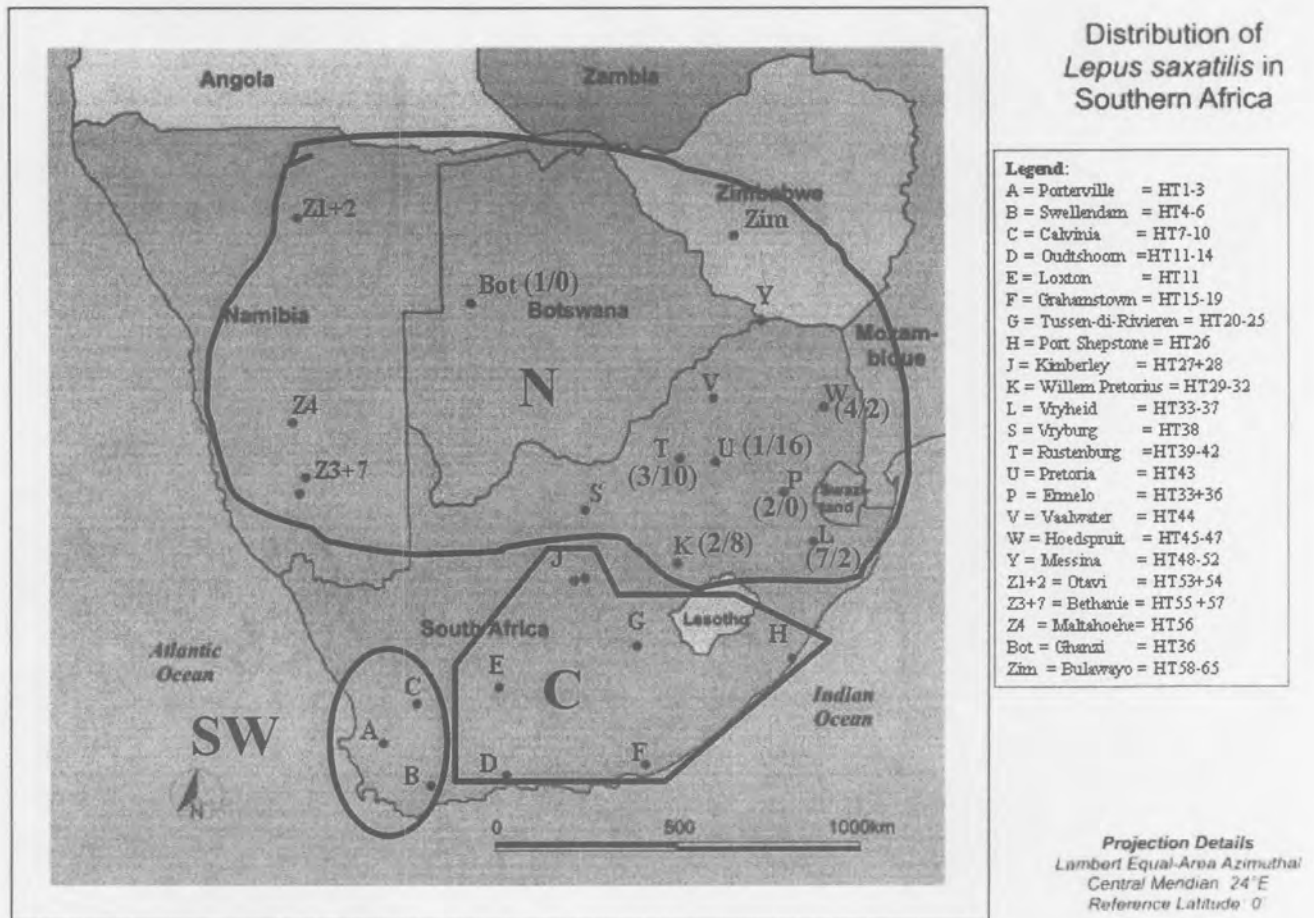 Distribution of
Lepus saxatilis in
Southern Africa
Angola
Zambia
Zimbabwe
Zim
Z1+2
Bot (1/0)
Botswana
Namibia
Y
Mozam-
bique
N
V
W
(4/2)
Z4
T
U (1/16)
(3/10)
Z3+7
S
P
(2/0)
Swazi-
land
L
(7/2)
K (2/8)
J
South Africa
G
Lesotho
H
Atlantic
Ocean
E
C
C
Indian
Ocean
SW
A
B
D
F
N
0
500
1000km
Legend:
A = Porterville = HT1-3
B = Swellendam = HT4-6
C = Calvinia = HT7-10
D = Oudtshoorn =HT11-14
E = Loxton = HT11
F = Grahamstown = HT15-19
G = Tussen-di-Rivieren = HT20-25
H = Port Shepstone = HT26
J = Kimberley = HT27+28
K = Willem Pretorius = HT29-32
L = Vryheid = HT33-37
S = Vryburg = HT38
T = Rustenburg =HT39-42
U = Pretoria = HT43
P = Ermelo = HT33+36
V = Vaalwater = HT44
W = Hoedspruit = HT45-47
Y = Messina = HT48-52
Z1+2 = Otavi = HT53+54
Z3+7 = Bethanie = HT55 +57
Z4 = Maltahoehe= HT56
Bot = Ghanzi = HT36
Zim = Bulawayo = HT58-65
Projection Details
Lambert Equal-Area Azimuthal
Central Meridian 24°E
Reference Latitude: 0°